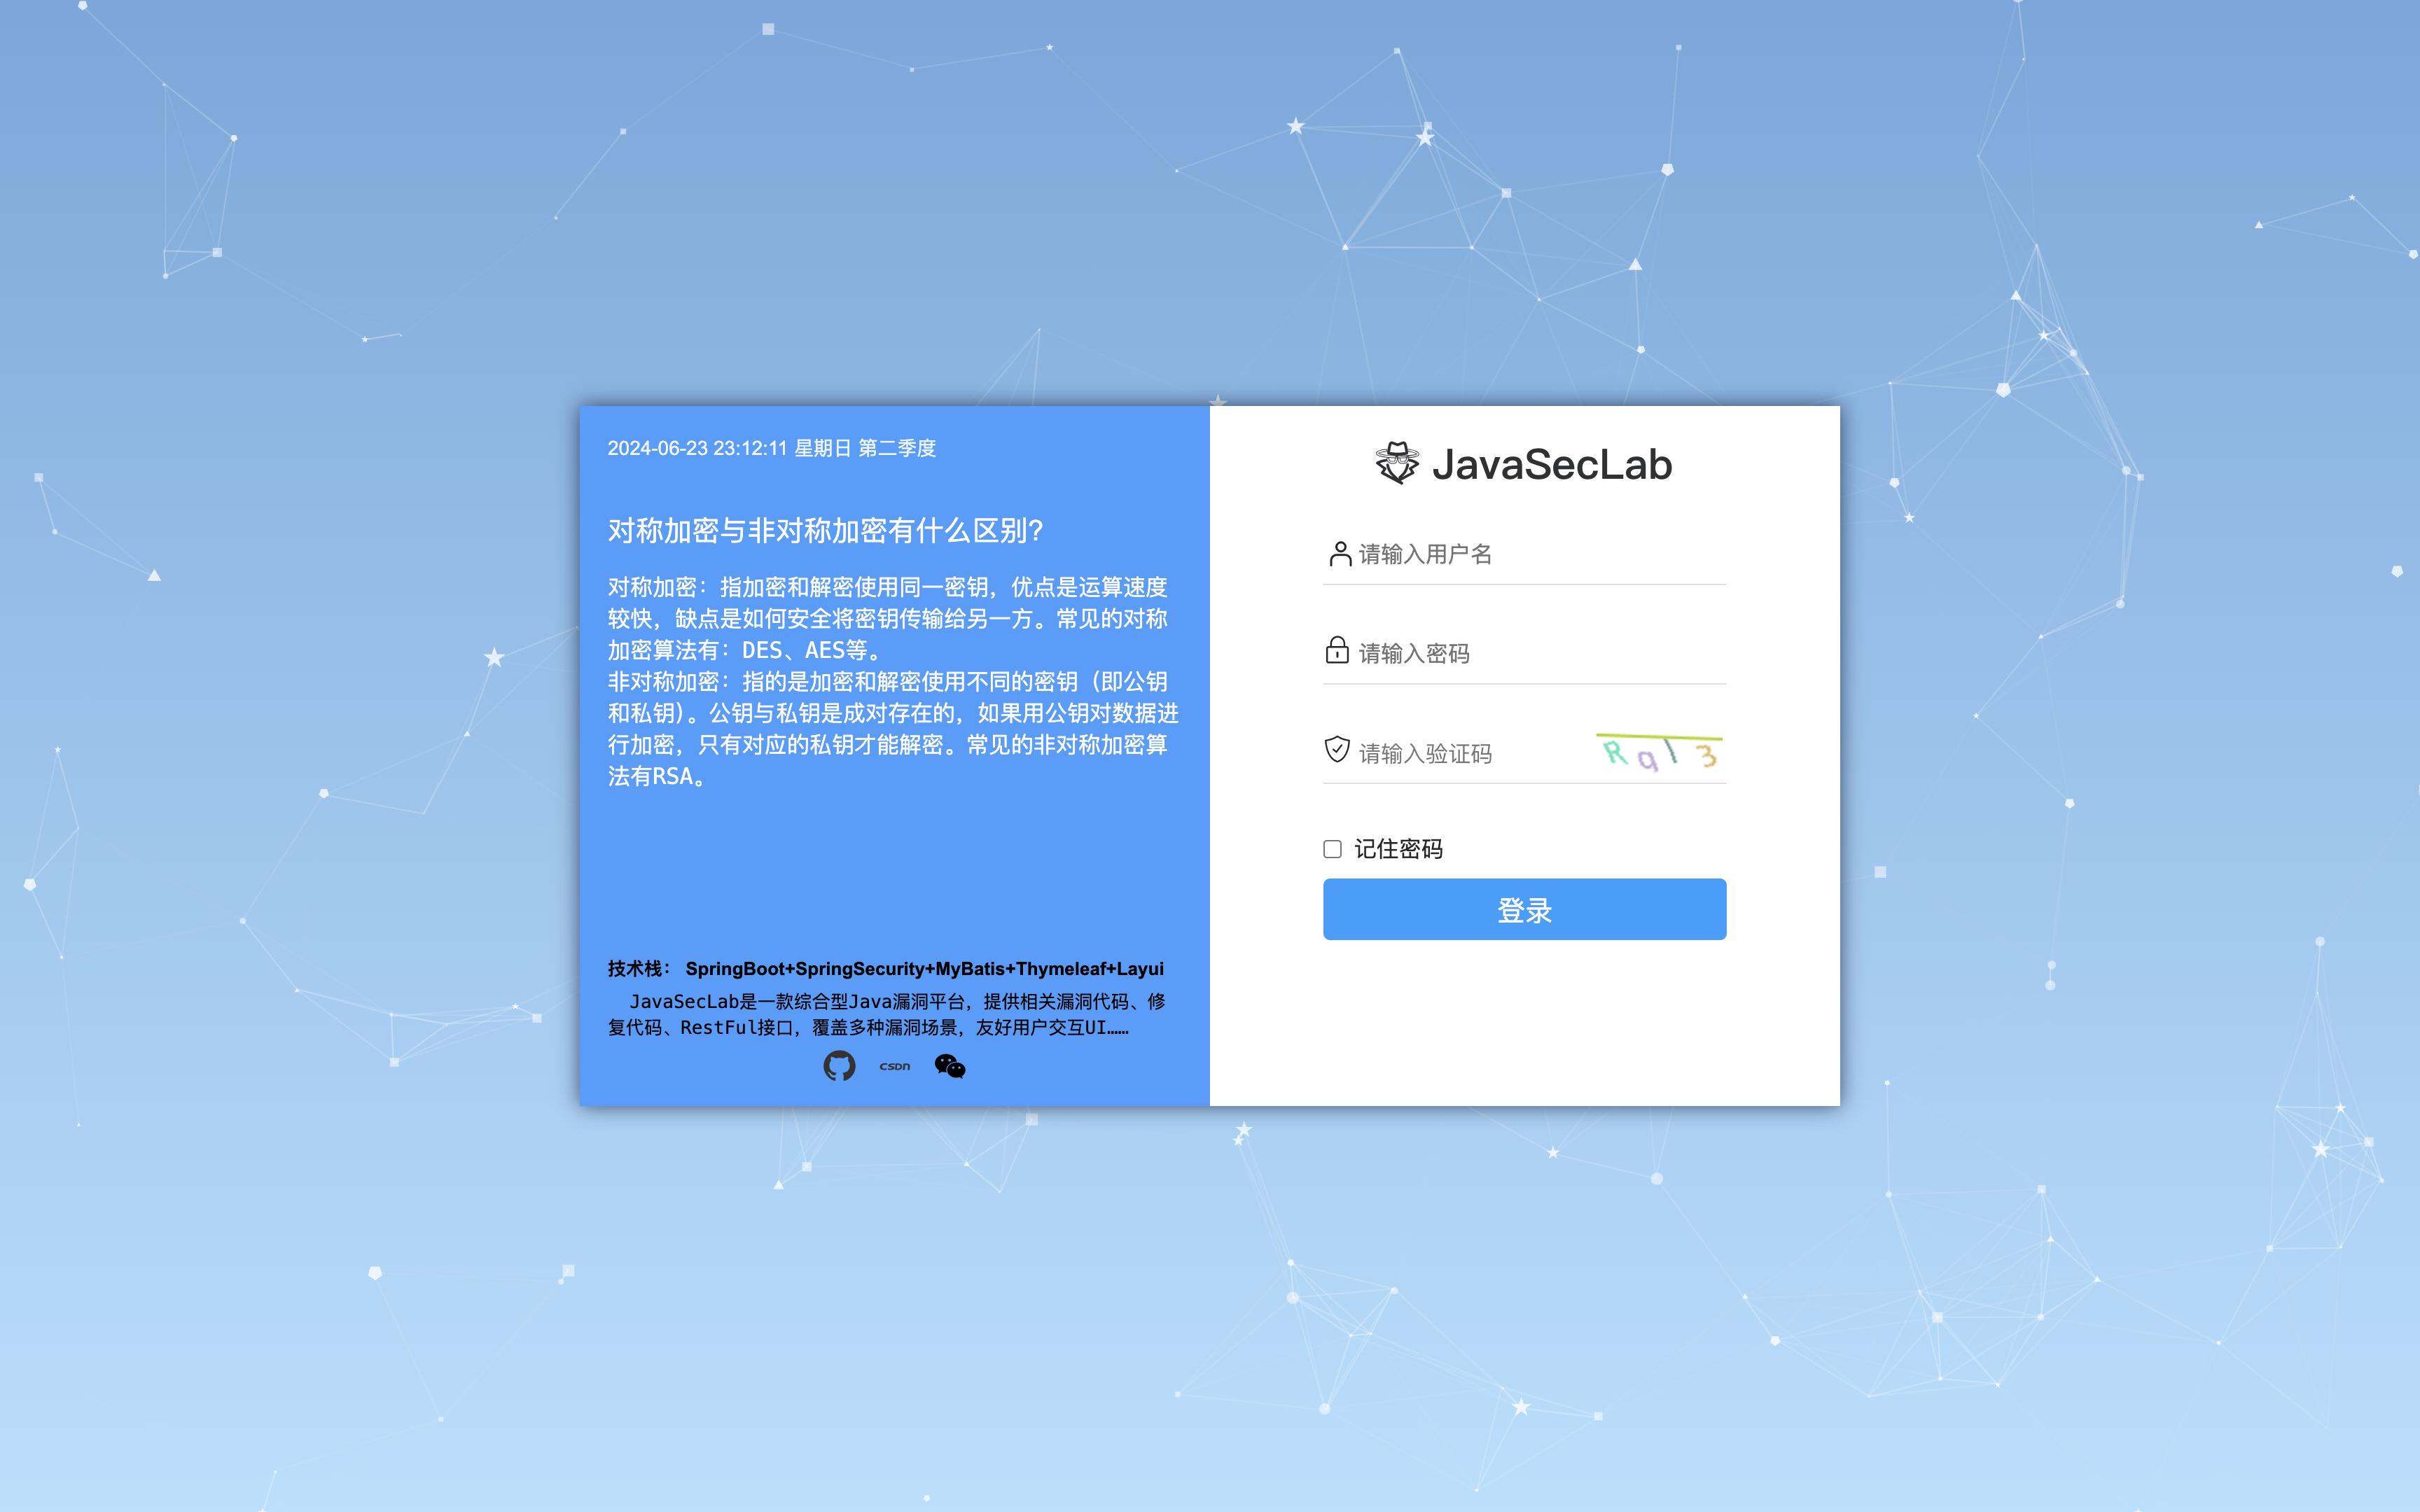 2024-06-23 23:12:11 星期日 第二季度
对称加密与非对称加密有什么区别?
对称加密：指加密和解密使用同一密钥，优点是运算速度
较快，缺点是如何安全将密钥传输给另一方。常见的对称
加密算法有：DES、AES等。
非对称加密：指的是加密和解密使用不同的密钥（即公钥
和私钥）。公钥与私钥是成对存在的，如果用公钥对数据进
行加密，只有对应的私钥才能解密。常见的非对称加密算
法有RSA。
技术栈： SpringBoot+SpringSecurity+MyBatis+Thymeleaf+Layui
JavaSecLab是一款综合型Java漏洞平台，提供相关漏洞代码、修
复代码、RestFul接口，覆盖多种漏洞场景，友好用户交互UI……
CSDN
JavaSecLab
请输入用户名
请输入密码
请输入验证码
记住密码
登录